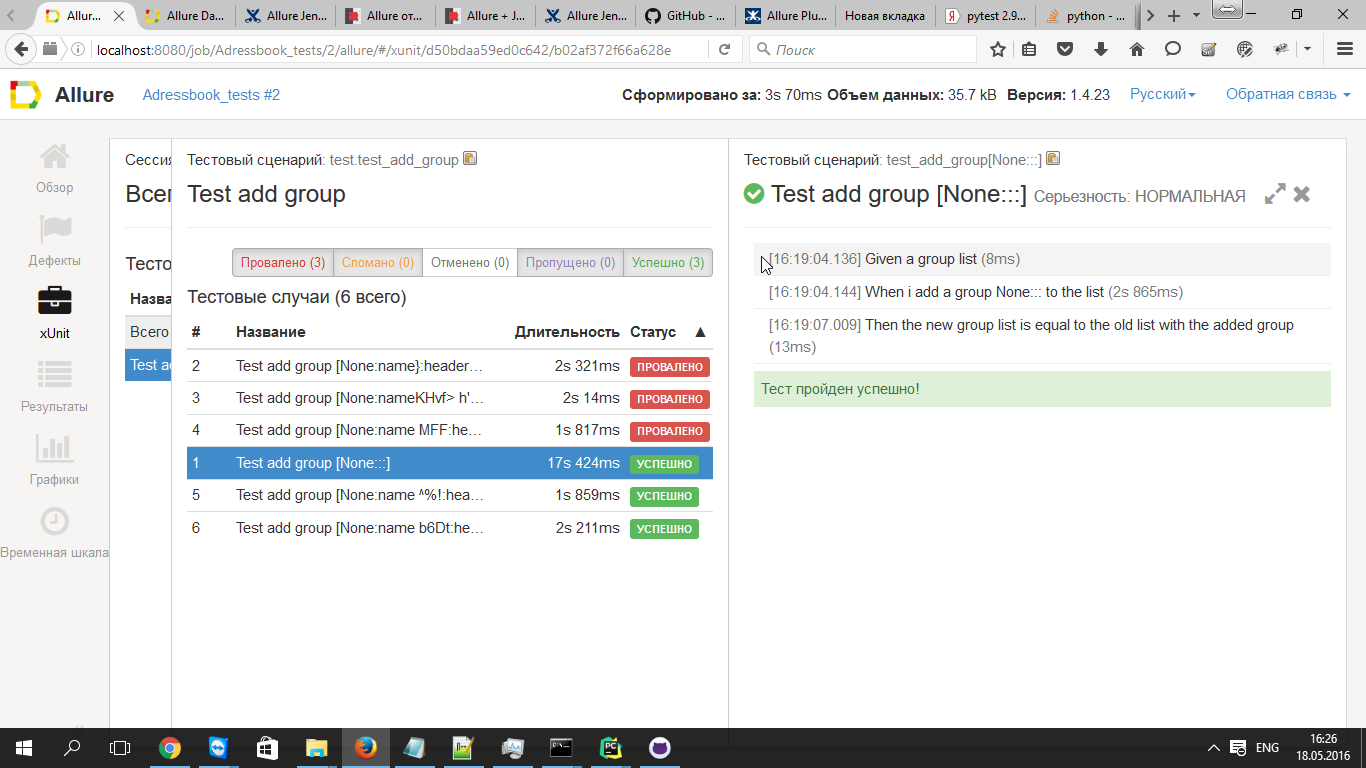 Allur...
Allure Da...
Allure Jen...
Allure от...
Allure + J...
Allure Jen...
GitHub - ...
Allure Plu...
Новая вкладка
pytest 2.9...
python - ...
localhost:8080/job/Adressbook_tests/2/allure/#/xunit/d50bdaa59ed0c642/b02af372f66a628e
Поиск
Allure
Adressbook_tests #2
Сформировано за: 3s 70ms Объем данных: 35.7 kB Версия: 1.4.23
Русский
Обратная связь
Обзор
Дефекты
xUnit
Результаты
Графики
Временная шкала
Сессия
Всег
Тесто
Назва
Всего
Test ad
Тестовый сценарий: test.test_add_group
Test add group
Провалено (3)
Сломано (0)
Отменено (0)
Пропущено (0)
Успешно (3)
Тестовые случаи (6 всего)
# Название Длительность Статус ▲
2 Test add group [None:name}:header… 2s 321ms ПРОВАЛЕНО
3 Test add group [None:nameKHvf> h'… 2s 14ms ПРОВАЛЕНО
4 Test add group [None:name MFF:he… 1s 817ms ПРОВАЛЕНО
1 Test add group [None:::] 17s 424ms УСПЕШНО
5 Test add group [None:name ^%!:hea… 1s 859ms УСПЕШНО
6 Test add group [None:name b6Dt:he… 2s 211ms УСПЕШНО
Тестовый сценарий: test_add_group[None:::]
Test add group [None:::] Серьезность: НОРМАЛЬНАЯ
[16:19:04.136] Given a group list (8ms)
[16:19:04.144] When i add a group None::: to the list (2s 865ms)
[16:19:07.009] Then the new group list is equal to the old list with the added group
(13ms)
Тест пройден успешно!
ENG
16:26
18.05.2016